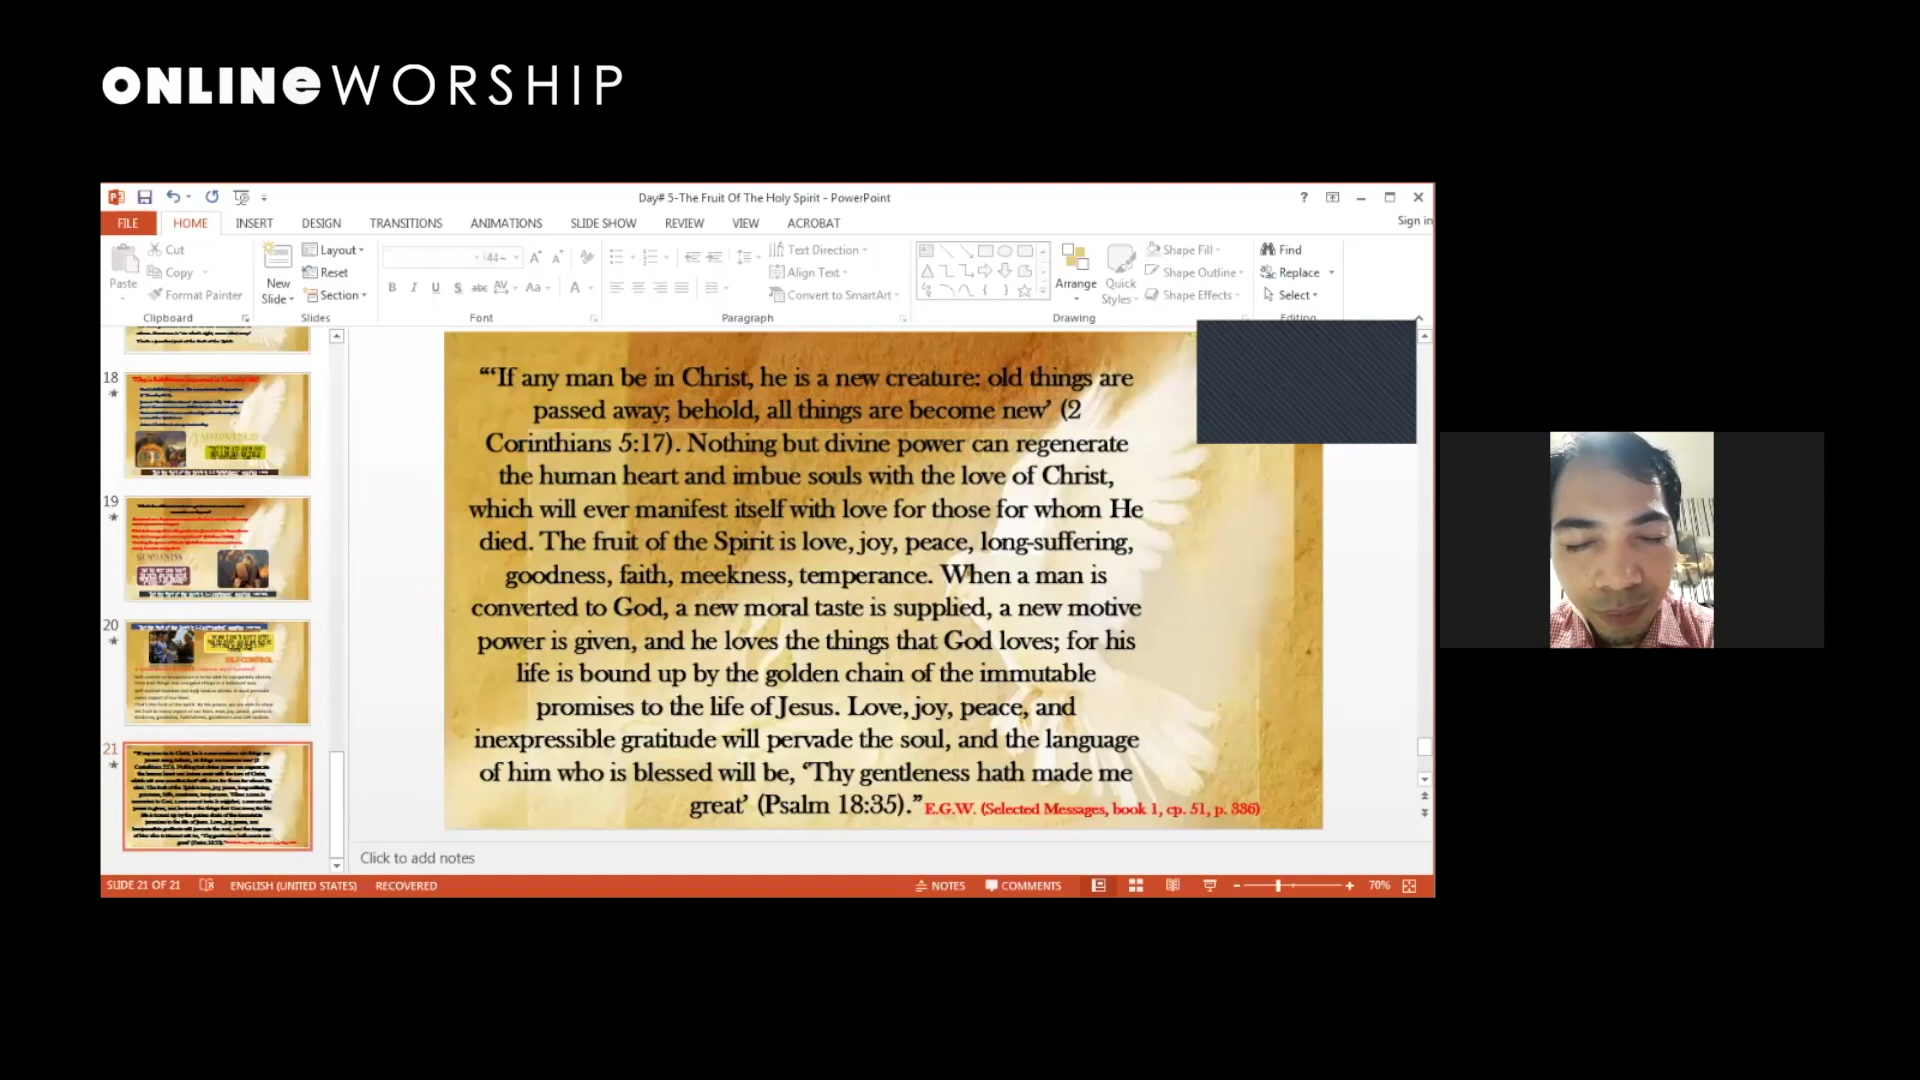 ONLINE WORSHIP
Day# 5-The Fruit Of The Holy Spirit - PowerPoint
?
Sign in
FILE HOME INSERT DESIGN TRANSITIONS ANIMATIONS SLIDE SHOW REVIEW VIEW ACROBAT
Paste
Cut
Copy
Format Painter
Clipboard
New
Slide
Layout
Reset
Section
Slides
44+
B I U S abc AV Aa A
Font
Text Direction
Align Text
Convert to SmartArt
Paragraph
Arrange
Quick
Styles
Shape Fill
Shape Outline
Shape Effects
Drawing
Find
Replace
Select
Editing
18
19
20
21
“‘If any man be in Christ, he is a new creature: old things are
passed away; behold, all things are become new’ (2
Corinthians 5:17). Nothing but divine power can regenerate
the human heart and imbue souls with the love of Christ,
which will ever manifest itself with love for those for whom He
died. The fruit of the Spirit is love, joy, peace, long-suffering,
goodness, faith, meekness, temperance. When a man is
converted to God, a new moral taste is supplied, a new motive
power is given, and he loves the things that God loves; for his
life is bound up by the golden chain of the immutable
promises to the life of Jesus. Love, joy, peace, and
inexpressible gratitude will pervade the soul, and the language
of him who is blessed will be, ‘Thy gentleness hath made me
great’ (Psalm 18:35).” E.G.W. (Selected Messages, book 1, cp. 51, p. 336)
Click to add notes
SLIDE 21 OF 21 ENGLISH (UNITED STATES) RECOVERED NOTES COMMENTS 70%